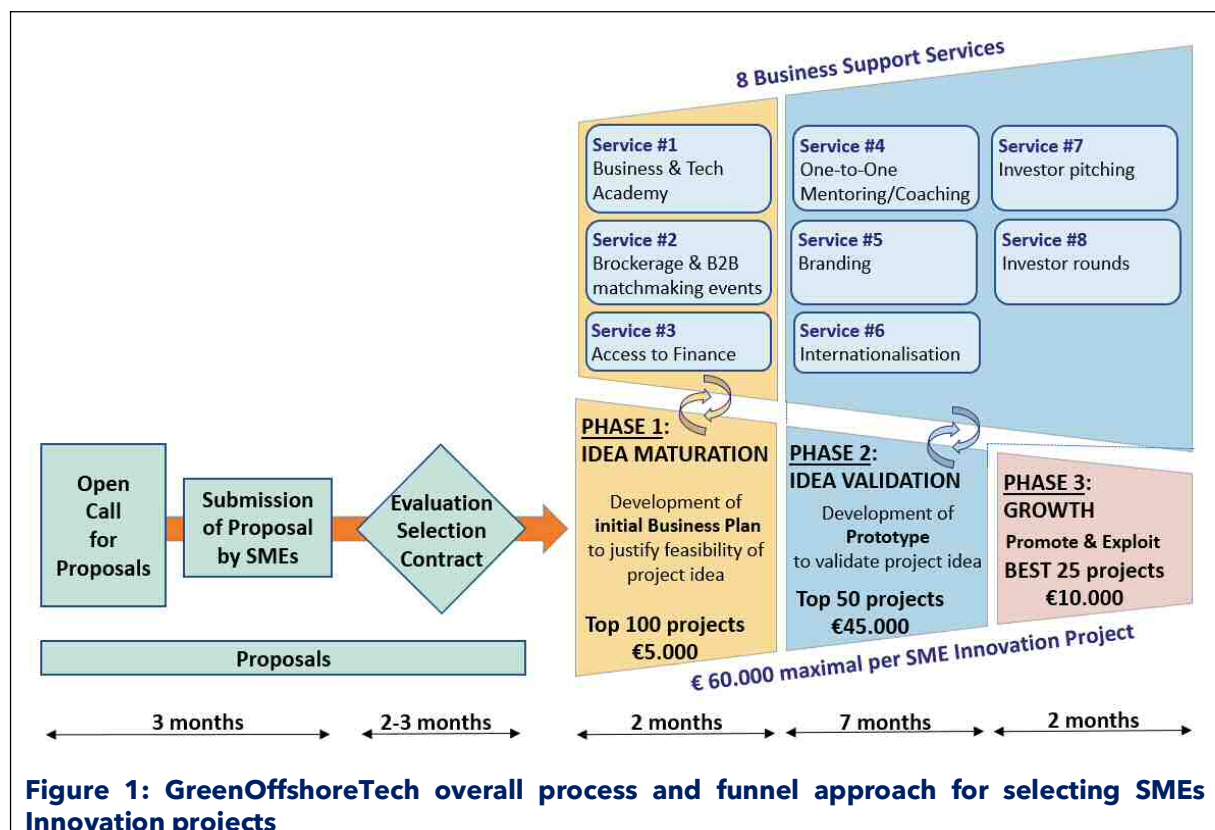 8 Business Support Services
Service #1
Business & Tech
Academy
Service #2
Brockerage & B2B
matchmaking events
Service #3
Access to Finance
Service #4
One-to-One
Mentoring/Coaching
Service #5
Branding
Service #6
Internationalisation
Service #7
Investor pitching
Service #8
Investor rounds
Open
Call
for
Proposals
Submission
of Proposal
by SMEs
Evaluation
Selection
Contract
PHASE 1:
IDEA MATURATION
Development of
initial Business Plan
to justify feasibility of
project idea
Top 100 projects
€5.000
PHASE 2:
IDEA VALIDATION
Development of
Prototype
to validate project idea
Top 50 projects
€45.000
PHASE 3:
GROWTH
Promote & Exploit
BEST 25 projects
€10.000
Proposals
€ 60.000 maximal per SME Innovation Project
3 months
2-3 months
2 months
7 months
2 months
Figure 1: GreenOffshoreTech overall process and funnel approach for selecting SMEs
Innovation projects